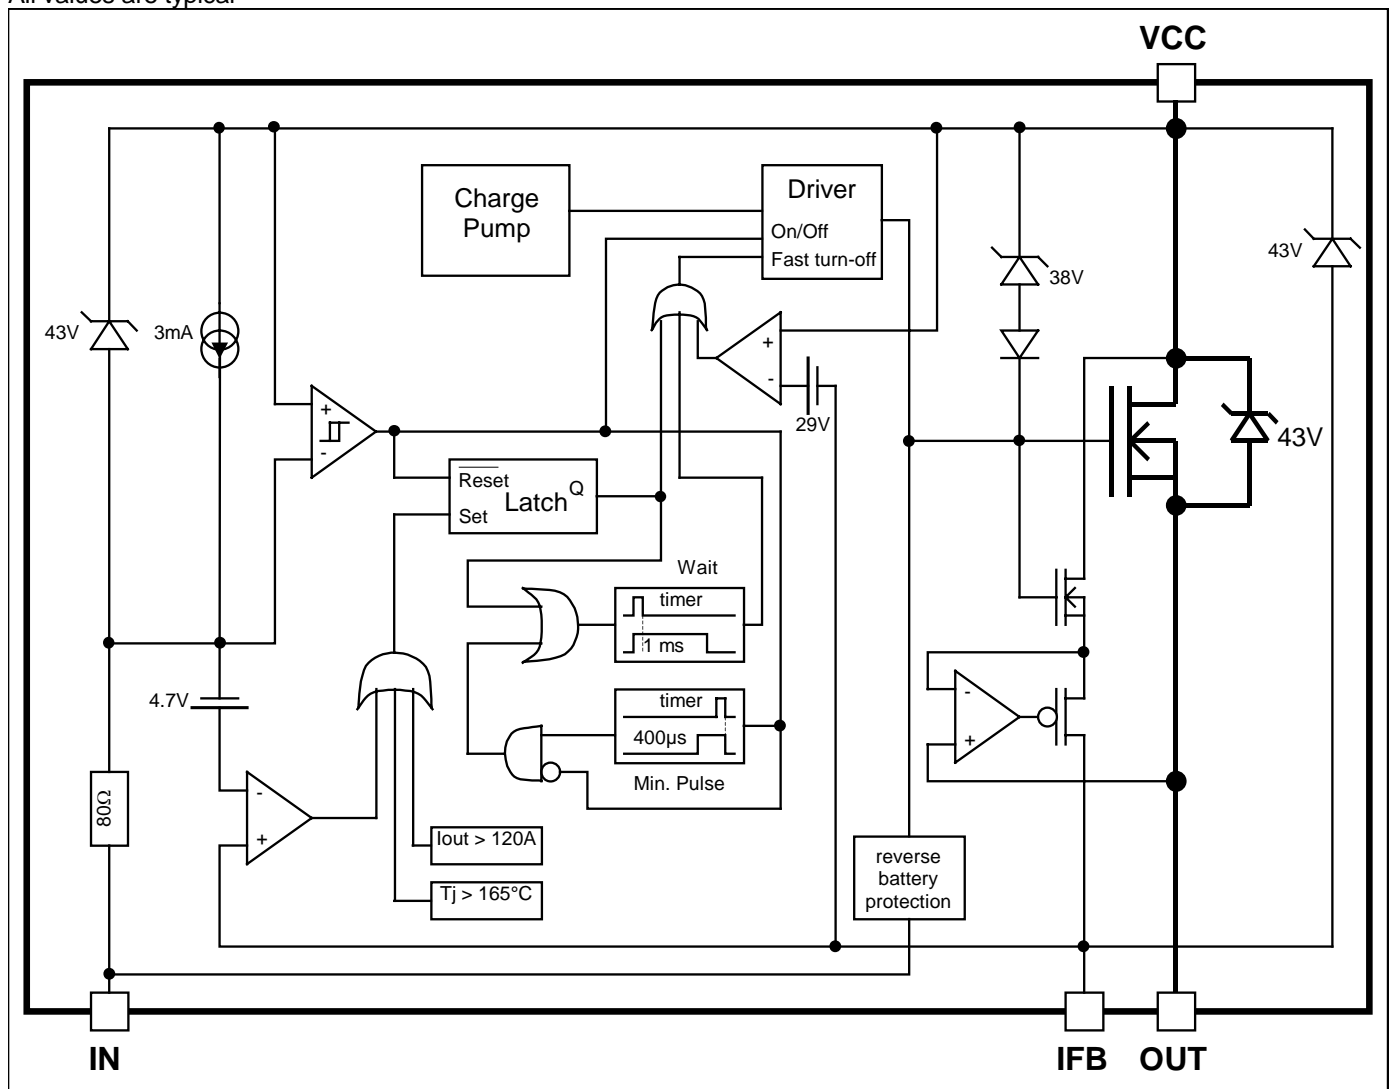 All values are typical
VCC
Charge
Pump
Driver
On/Off
Fast turn-off
43V
3mA
38V
43V
+
-
+
-
29V
43V
Reset
Latch
Q
Set
Wait
timer
1 ms
4.7V
timer
400µs
Min. Pulse
-
+
80Ω
-
+
Iout > 120A
Tj > 165°C
reverse
battery
protection
IN
IFB
OUT